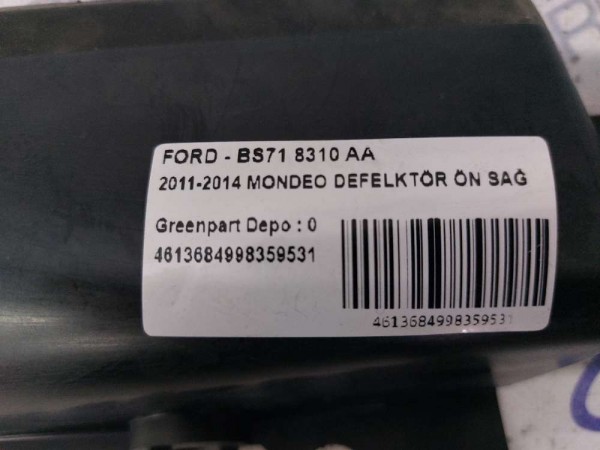 FORD - BS71 8310 AA
2011-2014 MONDEO DEFELKTÖR ÖN SAĞ
Greenpart Depo : 0
4613684998359531
4613684998359531